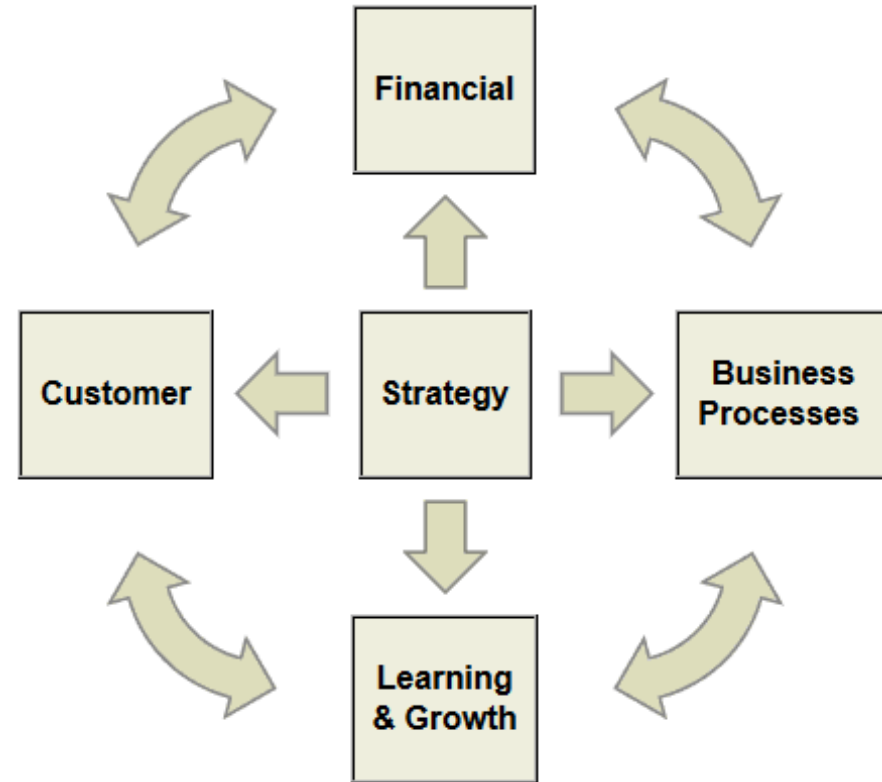 Financial
Customer
Strategy
Business
Processes
Learning
& Growth